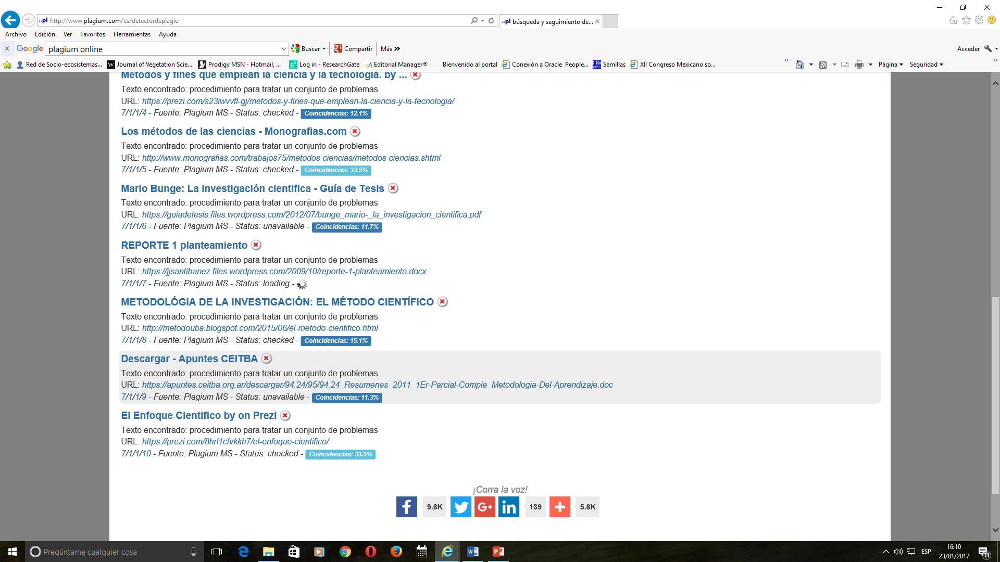 ::pl http://www.plagium.com/es/detectordeplagio
::pl búsqueda y seguimiento de...
Archivo Edición Ver Favoritos Herramientas Ayuda
x Google plagium online Buscar Compartir Más » Acceder
Red de Socio-ecosistemas... Journal of Vegetation Scie... Prodigy MSN - Hotmail, ... Log in - ResearchGate Editorial Manager® Bienvenido al portal Conexión a Oracle People... Semillas XII Congreso Mexicano so... » Página Seguridad »
Métodos y fines que emplean la ciencia y la tecnología. by ...
Texto encontrado: procedimiento para tratar un conjunto de problemas
URL: https://prezi.com/s23iwvvfl-gj/metodos-y-fines-que-emplean-la-ciencia-y-la-tecnologia/
7/1/1/4 - Fuente: Plagium MS - Status: checked - Coincidencias: 12.1%
Los métodos de las ciencias - Monografias.com
Texto encontrado: procedimiento para tratar un conjunto de problemas
URL: http://www.monografias.com/trabajos75/metodos-ciencias/metodos-ciencias.shtml
7/1/1/5 - Fuente: Plagium MS - Status: checked - Coincidencias: 33.5%
Mario Bunge: La investigación cientifica - Guía de Tesis
Texto encontrado: procedimiento para tratar un conjunto de problemas
URL: https://guiadetesis.files.wordpress.com/2012/07/bunge_mario-_la_investigacion_cientifica.pdf
7/1/1/6 - Fuente: Plagium MS - Status: unavailable - Coincidencias: 11.7%
REPORTE 1 planteamiento
Texto encontrado: procedimiento para tratar un conjunto de problemas
URL: https://jjsantibanez.files.wordpress.com/2009/10/reporte-1-planteamiento.docx
7/1/1/7 - Fuente: Plagium MS - Status: loading -
METODOLÓGIA DE LA INVESTIGACIÓN: EL MÉTODO CIENTÍFICO
Texto encontrado: procedimiento para tratar un conjunto de problemas
URL: http://metodouba.blogspot.com/2015/06/el-metodo-cientifico.html
7/1/1/8 - Fuente: Plagium MS - Status: checked - Coincidencias: 15.1%
Descargar - Apuntes CEITBA
Texto encontrado: procedimiento para tratar un conjunto de problemas
URL: https://apuntes.ceitba.org.ar/descargar/94.24/95/94.24_Resumenes_2011_1Er-Parcial-Comple_Metodologia-Del-Aprendizaje.doc
7/1/1/9 - Fuente: Plagium MS - Status: unavailable - Coincidencias: 11.3%
El Enfoque Cientifico by on Prezi
Texto encontrado: procedimiento para tratar un conjunto de problemas
URL: https://prezi.com/8hrl1cfvkkh7/el-enfoque-cientifico/
7/1/1/10 - Fuente: Plagium MS - Status: checked - Coincidencias: 33.5%
¡Corra la voz!
9.6K G+ in 139 5.6K
Pregúntame cualquier cosa
ESP 16:10
23/01/2017 11